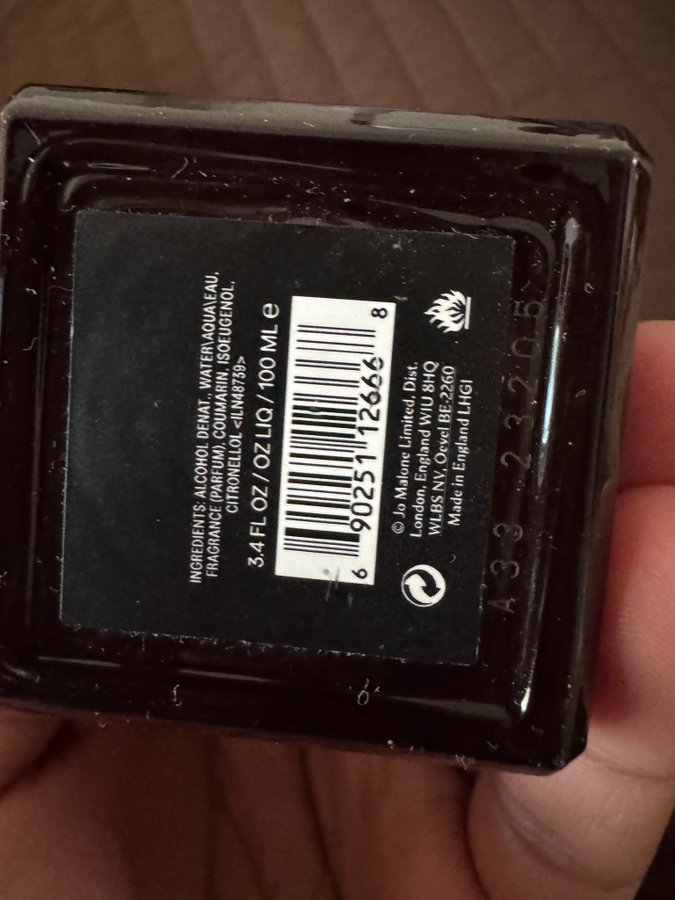 INGREDIENTS: ALCOHOL DENAT., WATER\AQUA\EAU,
FRAGRANCE (PARFUM), COUMARIN, ISOEUGENOL,
CITRONELLOL <ILN48739>
3.4 FL OZ / OZ LIQ / 100 ML ℮
6 90251 12666 8
© Jo Malone Limited, Dist.
London, England W1U 8HQ
WLBS NV, Oevel BE-2260
Made in England LHGI
A33 23205